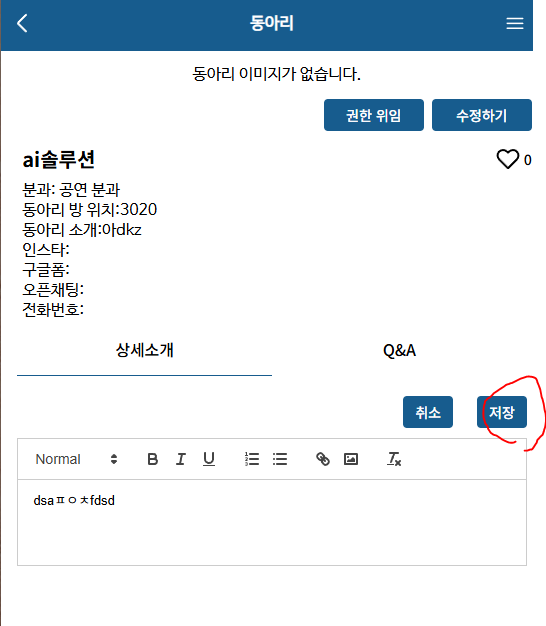 동아리
동아리 이미지가 없습니다.
권한 위임 수정하기
ai솔루션 0
분과: 공연 분과
동아리 방 위치:3020
동아리 소개:아dkz
인스타:
구글폼:
오픈채팅:
전화번호:
상세소개 Q&A
취소 저장
Normal B I U
dsaㅍㅇㅊfdsd